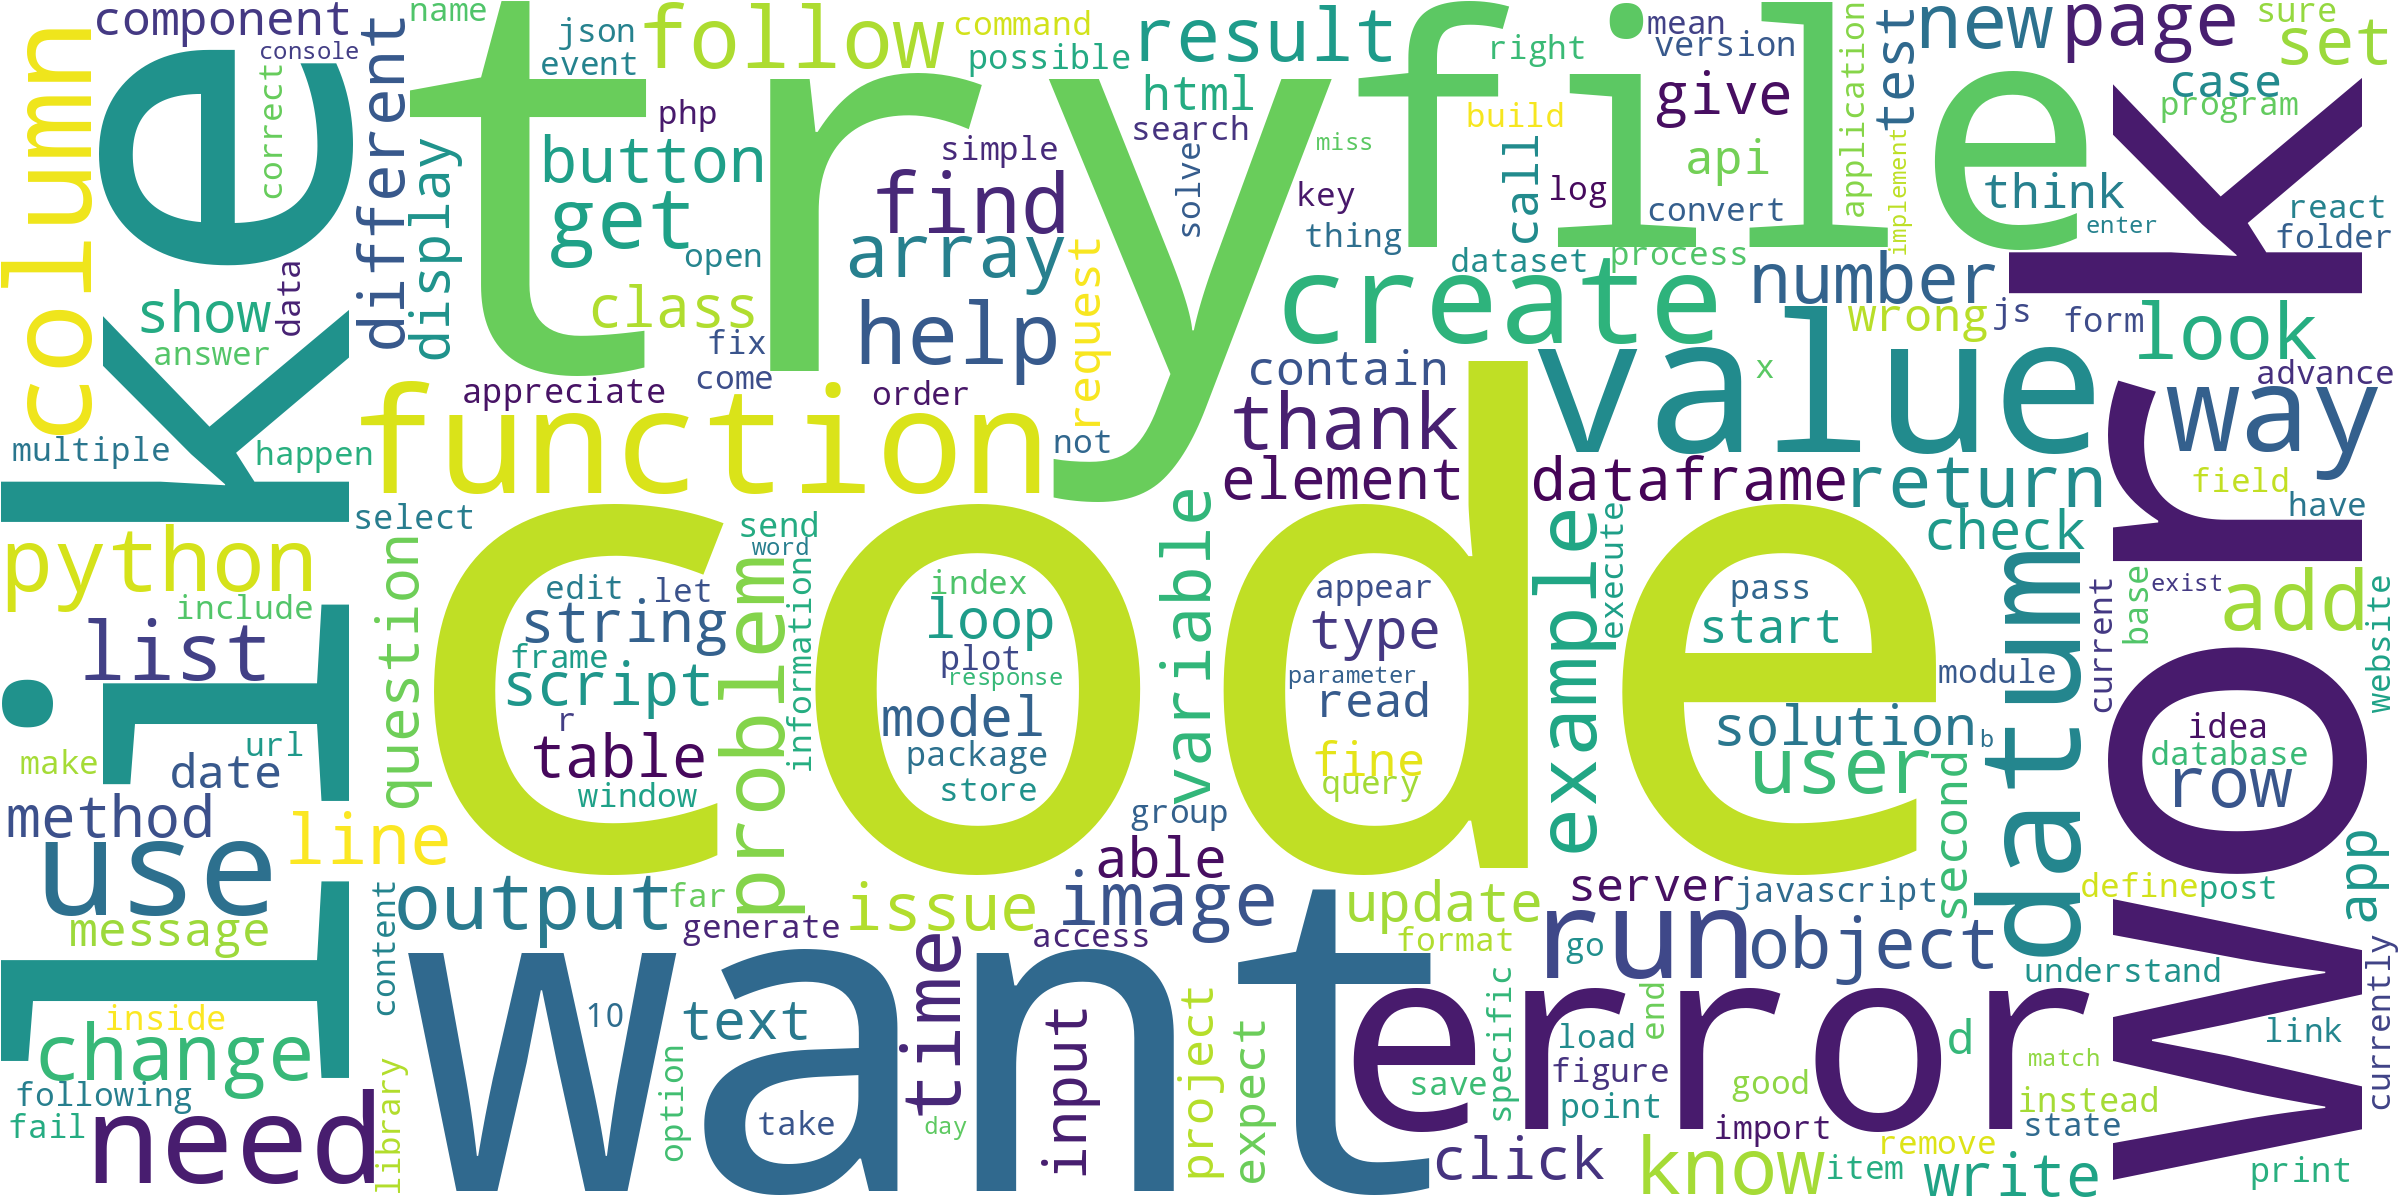 component
name
json
follow
command
result
mean
new
page
sure
console
event
possible
right
version
set
column
different
try
file
application
test
case
correct
php
html
give
program
button
simple
search
build
miss
api
implement
like
display
get
find
solve
key
log
call
think
react
data
open
array
thing
convert
enter
folder
show
class
request
dataset
process
create
number
work
answer
fix
help
wrong
js
form
look
come
contain
value
x
advance
appreciate
order
way
function
thank
multiple
happen
not
select
element
dataframe
return
field
have
python
question
send
variable
example
execute
check
word
code
datum
base
exist
add
include
edit
let
problem
information
index
appear
pass
current
website
list
string
loop
type
start
frame
plot
script
response
parameter
module
r
model
read
solution
b
idea
url
table
package
fine
user
database
make
date
window
store
query
second
row
method
line
group
use
output
far
able
server
javascript
define
post
app
message
content
generate
issue
image
update
time
access
format
run
go
object
understand
currently
inside
10
text
want
error
specific
end
link
change
option
input
project
expect
load
d
match
following
library
save
figure
good
instead
fail
need
take
day
point
import
remove
state
click
know
item
write
print